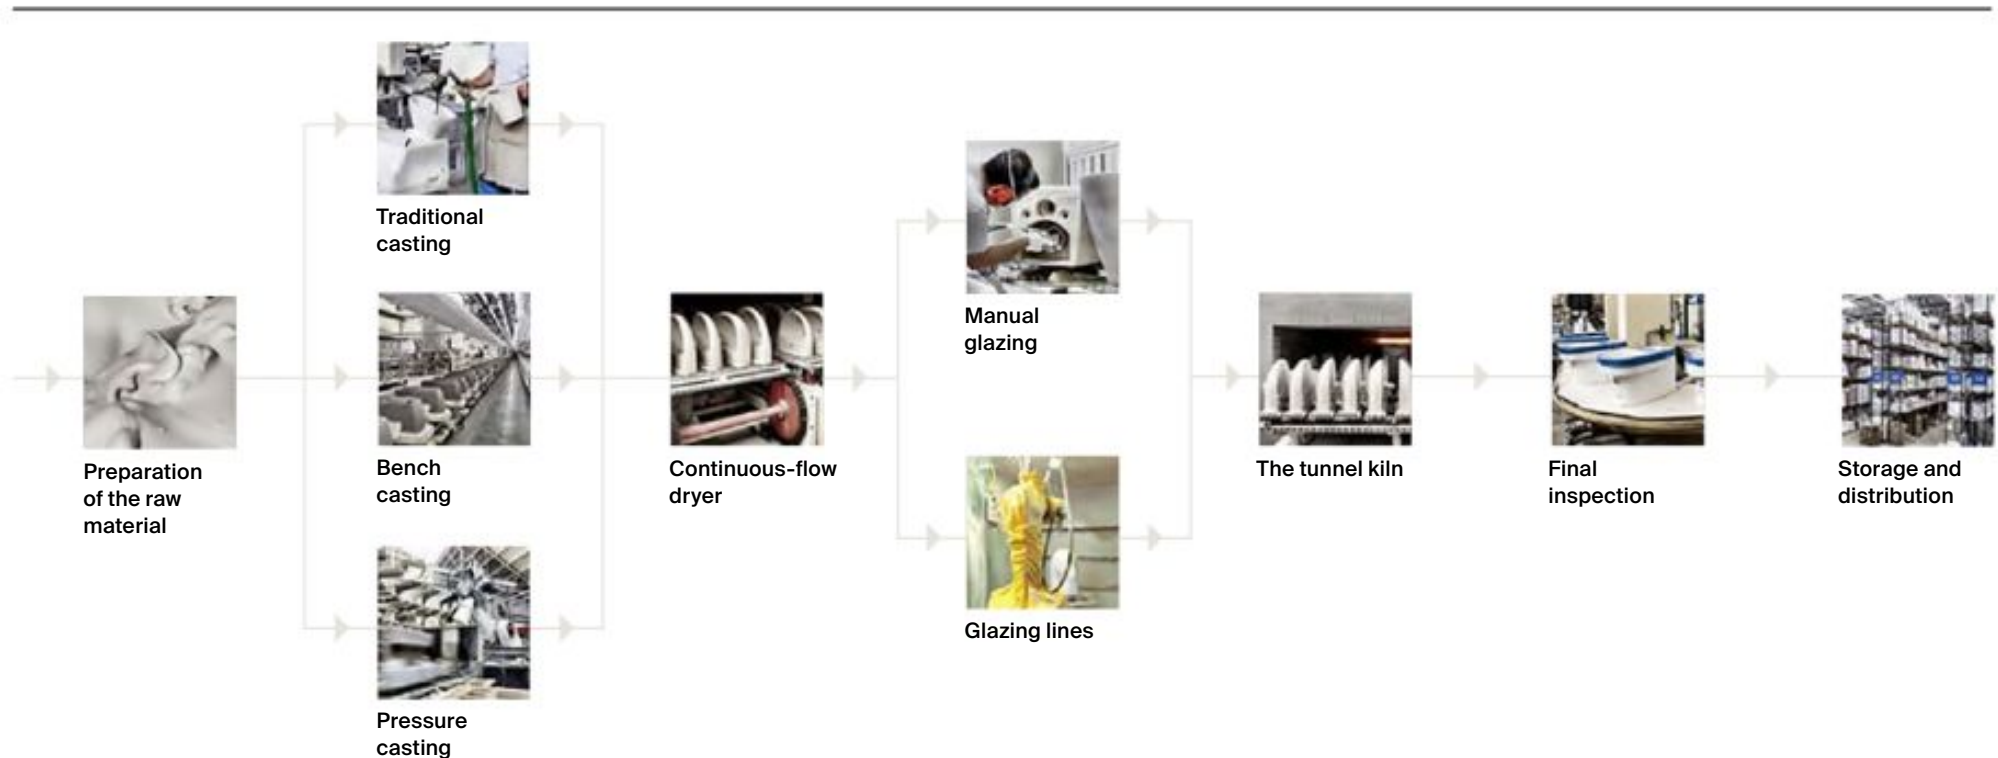 Traditional
casting
Preparation
of the raw
material
Bench
casting
Pressure
casting
Continuous-flow
dryer
Manual
glazing
Glazing lines
The tunnel kiln
Final
inspection
Storage and
distribution